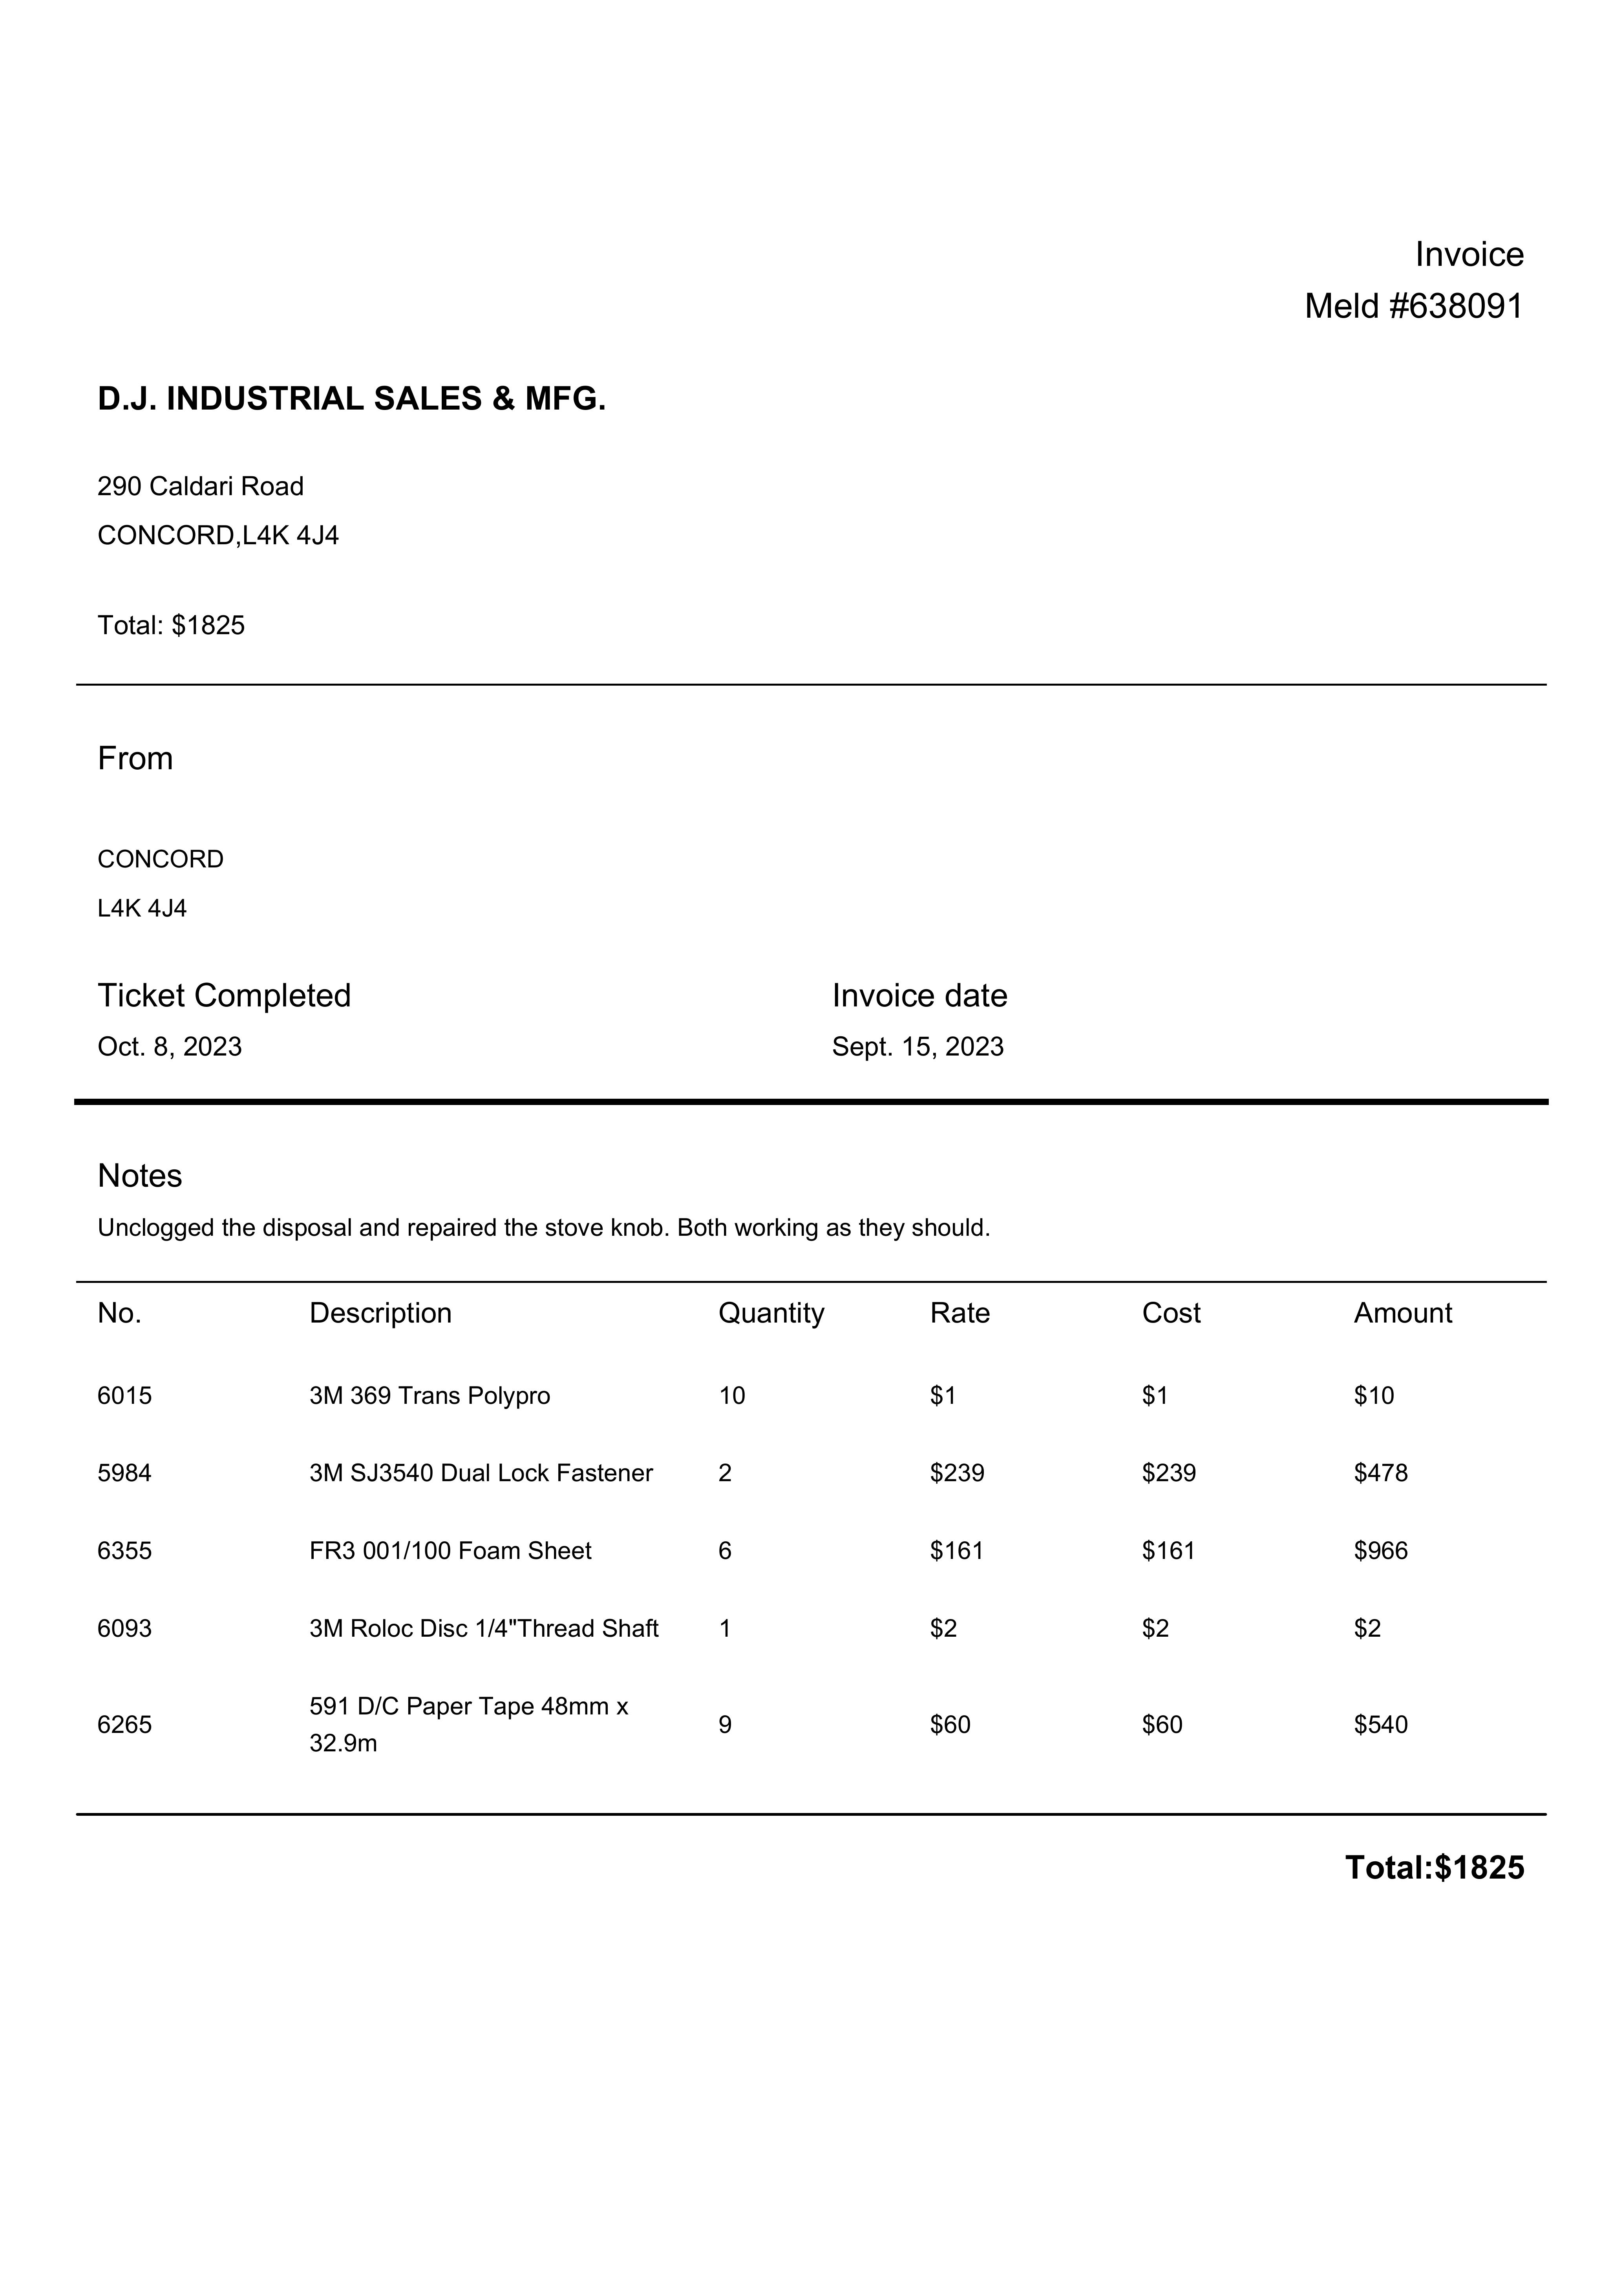 Invoice
Meld #638091
D.J. INDUSTRIAL SALES & MFG.
290 Caldari Road
CONCORD,L4K 4J4
Total: $1825
From
CONCORD
L4K 4J4
Ticket Completed Invoice date
Oct. 8, 2023 Sept. 15, 2023
Notes
Unclogged the disposal and repaired the stove knob. Both working as they should.
No. Description Quantity Rate Cost Amount
6015 3M 369 Trans Polypro 10 $1 $1 $10
5984 3M SJ3540 Dual Lock Fastener 2 $239 $239 $478
6355 FR3 001/100 Foam Sheet 6 $161 $161 $966
6093 3M Roloc Disc 1/4"Thread Shaft 1 $2 $2 $2
6265 591 D/C Paper Tape 48mm x 9 $60 $60 $540
32.9m
Total:$1825